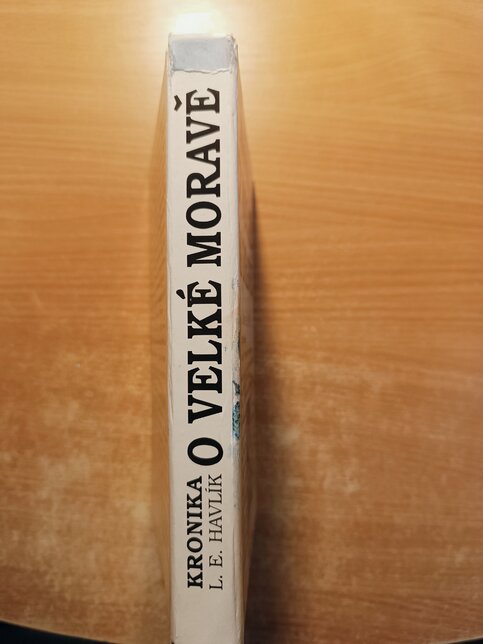 KRONIKA
L. E. HAVLÍK
O VELKÉ MORAVĚ